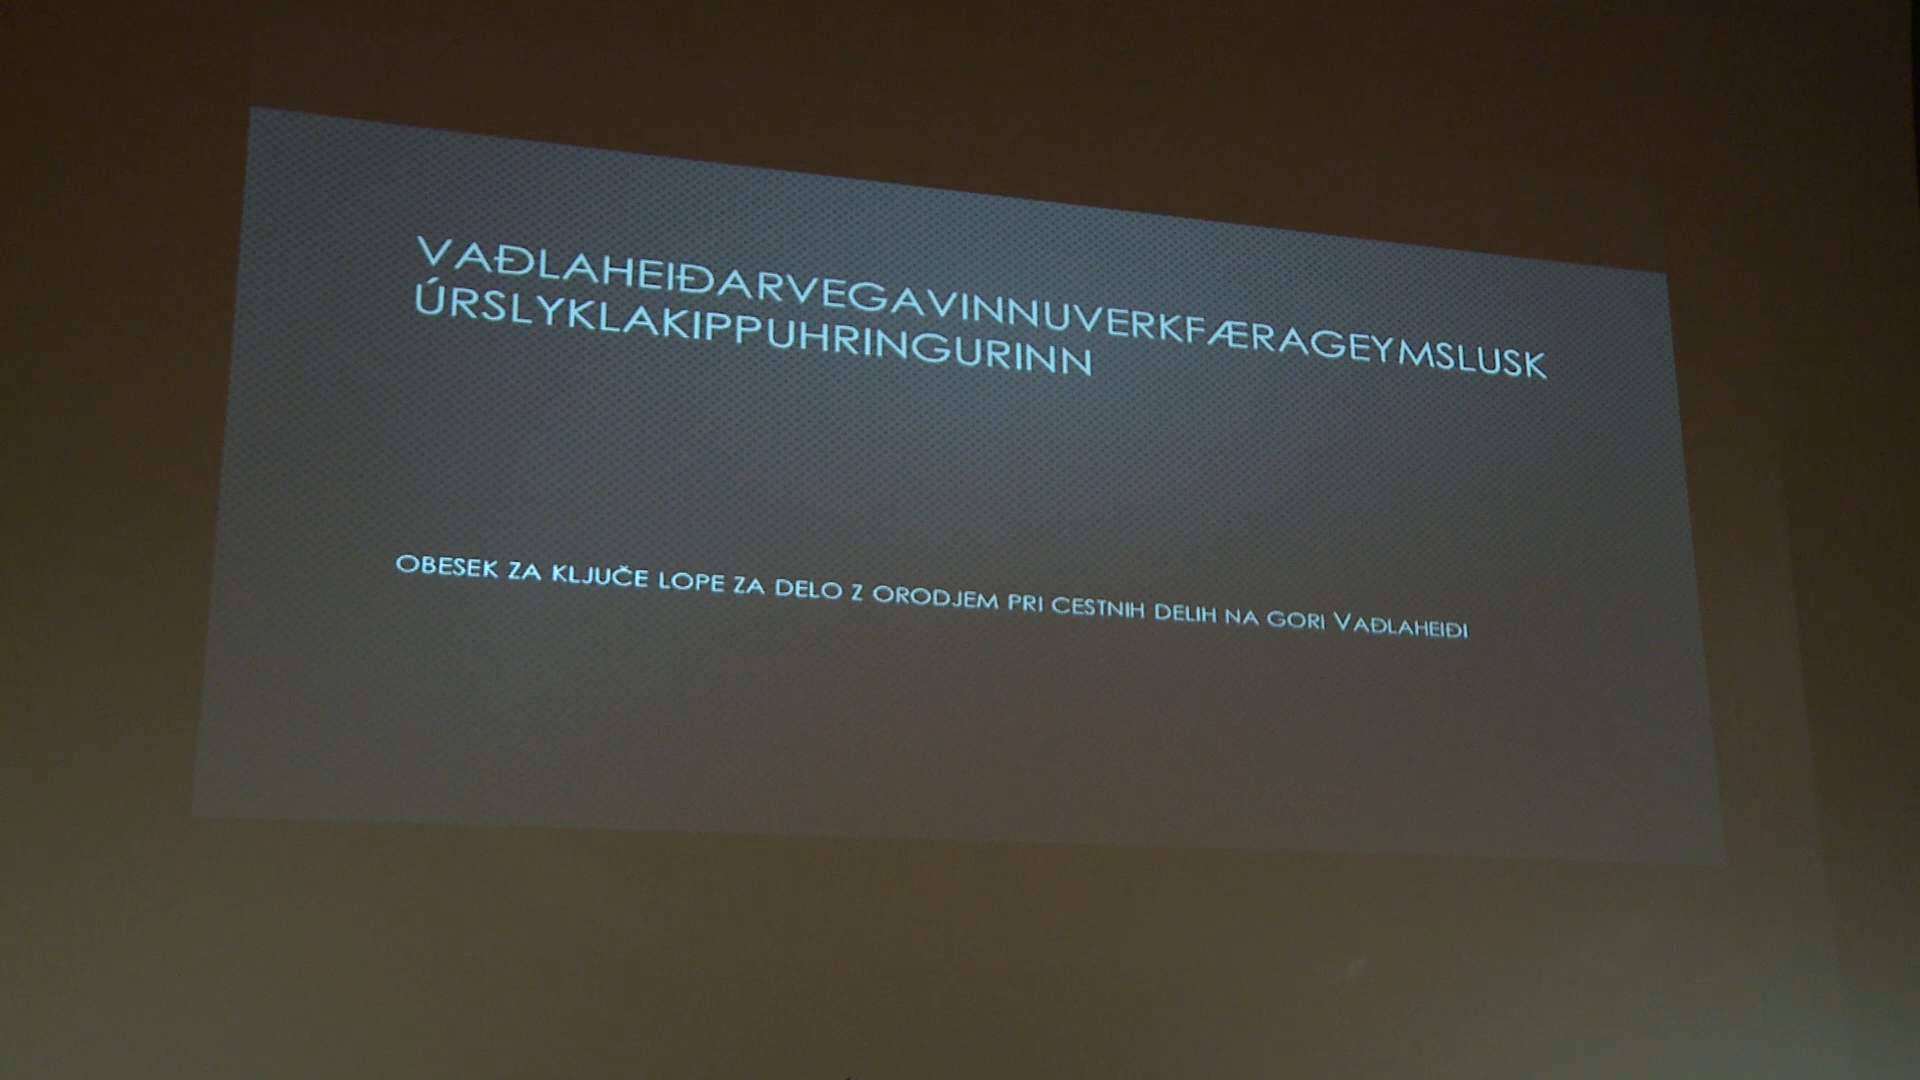 VAÐLAHEIÐARVEGAVINNUVERKFÆRAGEYMSLUSK
ÚRSLYKLAKIPPUHRINGURINN
OBESEK ZA KLJUČE LOPE ZA DELO Z ORODJEM PRI CESTNIH DELIH NA GORI VAÐLAHEIÐI